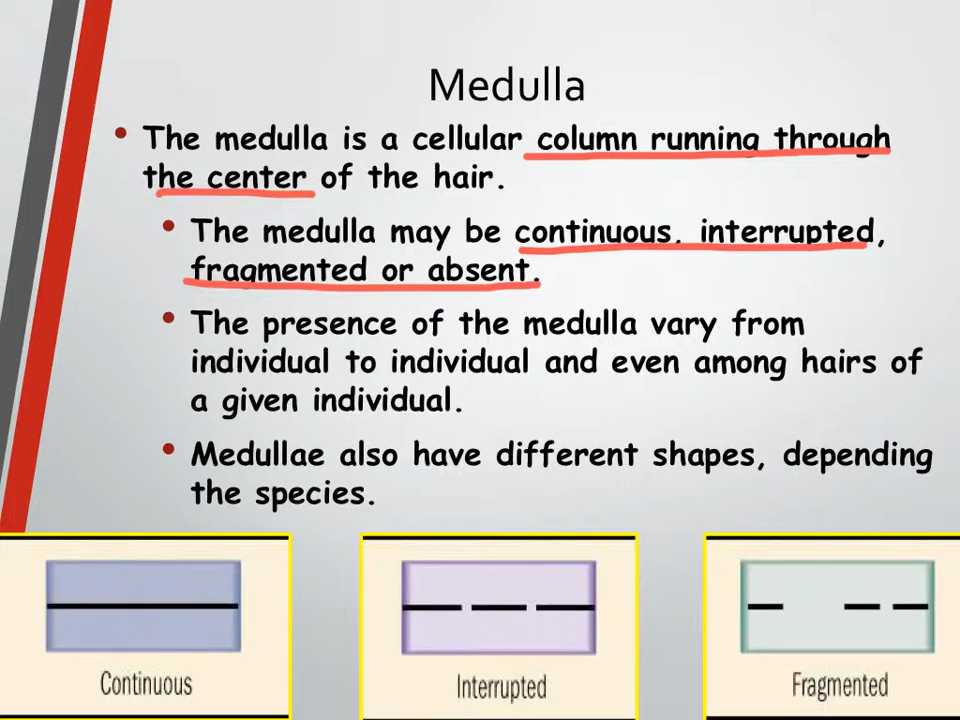 Medulla
• The medulla is a cellular column running through
the center of the hair.
• The medulla may be continuous, interrupted,
fragmented or absent.
• The presence of the medulla vary from
individual to individual and even among hairs of
a given individual.
• Medullae also have different shapes, depending
the species.
Continuous
Interrupted
Fragmented